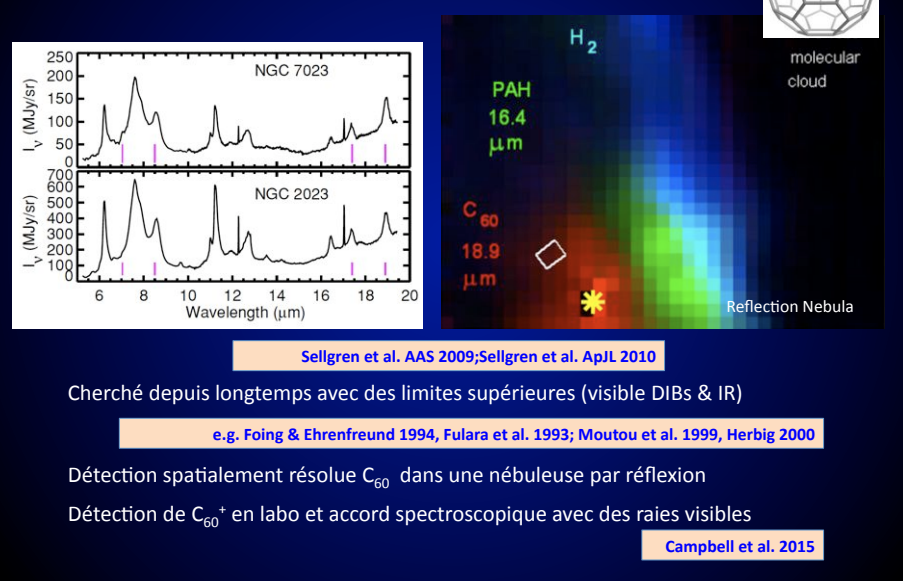 250
200
150
100
50
0
I_ν (MJy/sr)
NGC 7023
700
600
500
400
300
200
100
0
I_ν (MJy/sr)
NGC 2023
6 8 10 12 14 16 18 20
Wavelength (μm)
H₂
molecular
cloud
PAH
16.4
μm
C₆₀
18.9
μm
Reflection Nebula
Sellgren et al. AAS 2009;Sellgren et al. ApJL 2010
Cherché depuis longtemps avec des limites supérieures (visible DIBs & IR)
e.g. Foing & Ehrenfreund 1994, Fulara et al. 1993; Moutou et al. 1999, Herbig 2000
Détection spatialement résolue C₆₀ dans une nébuleuse par réflexion
Détection de C₆₀⁺ en labo et accord spectroscopique avec des raies visibles
Campbell et al. 2015